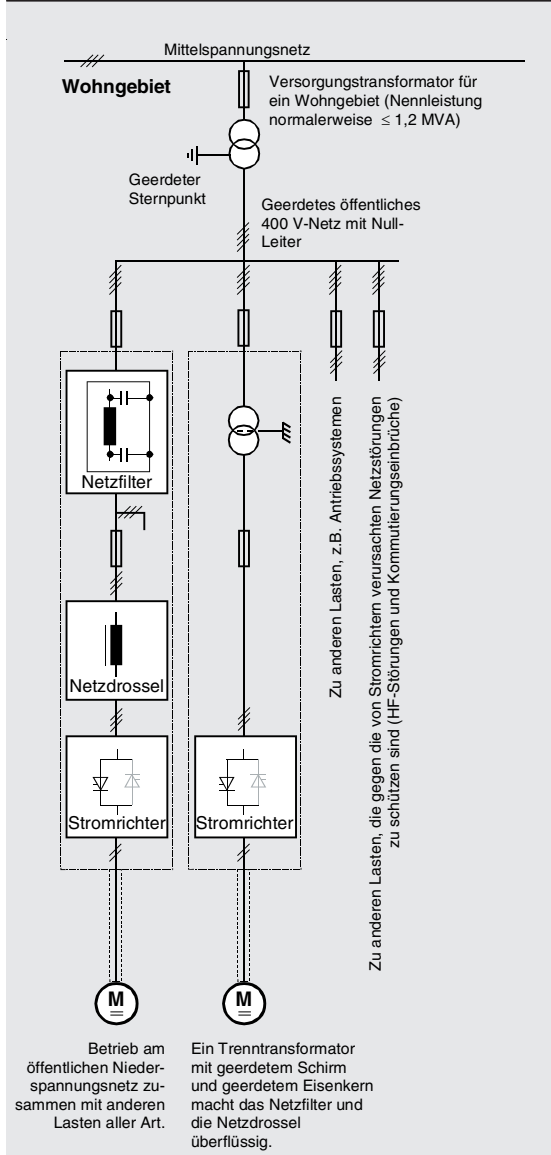 Mittelspannungsnetz
Wohngebiet
Versorgungstransformator für
ein Wohngebiet (Nennleistung
normalerweise ≤ 1,2 MVA)
Geerdeter
Sternpunkt
Geerdetes öffentliches
400 V-Netz mit Null-
Leiter
Netzfilter
Netzdrossel
Stromrichter
Stromrichter
Zu anderen Lasten, z.B. Antriebssystemen
Zu anderen Lasten, die gegen die von Stromrichtern verursachten Netzstörungen
zu schützen sind (HF-Störungen und Kommutierungseinbrüche)
M
M
Betrieb am
öffentlichen Nieder-
spannungsnetz zu-
sammen mit anderen
Lasten aller Art.
Ein Trenntransformator
mit geerdetem Schirm
und geerdetem Eisenkern
macht das Netzfilter und
die Netzdrossel
überflüssig.